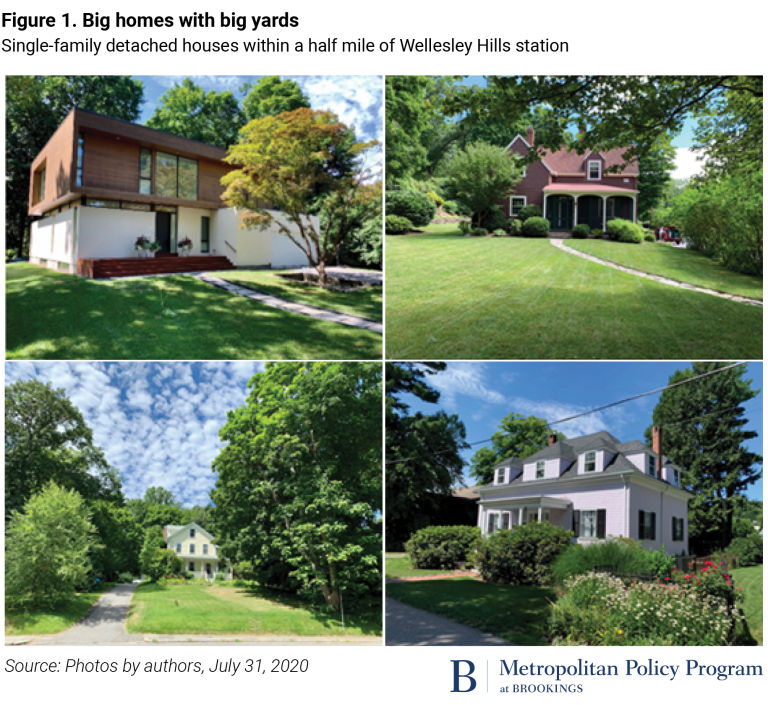 Figure 1. Big homes with big yards
Single-family detached houses within a half mile of Wellesley Hills station
Source: Photos by authors, July 31, 2020
B
Metropolitan Policy Program
at BROOKINGS